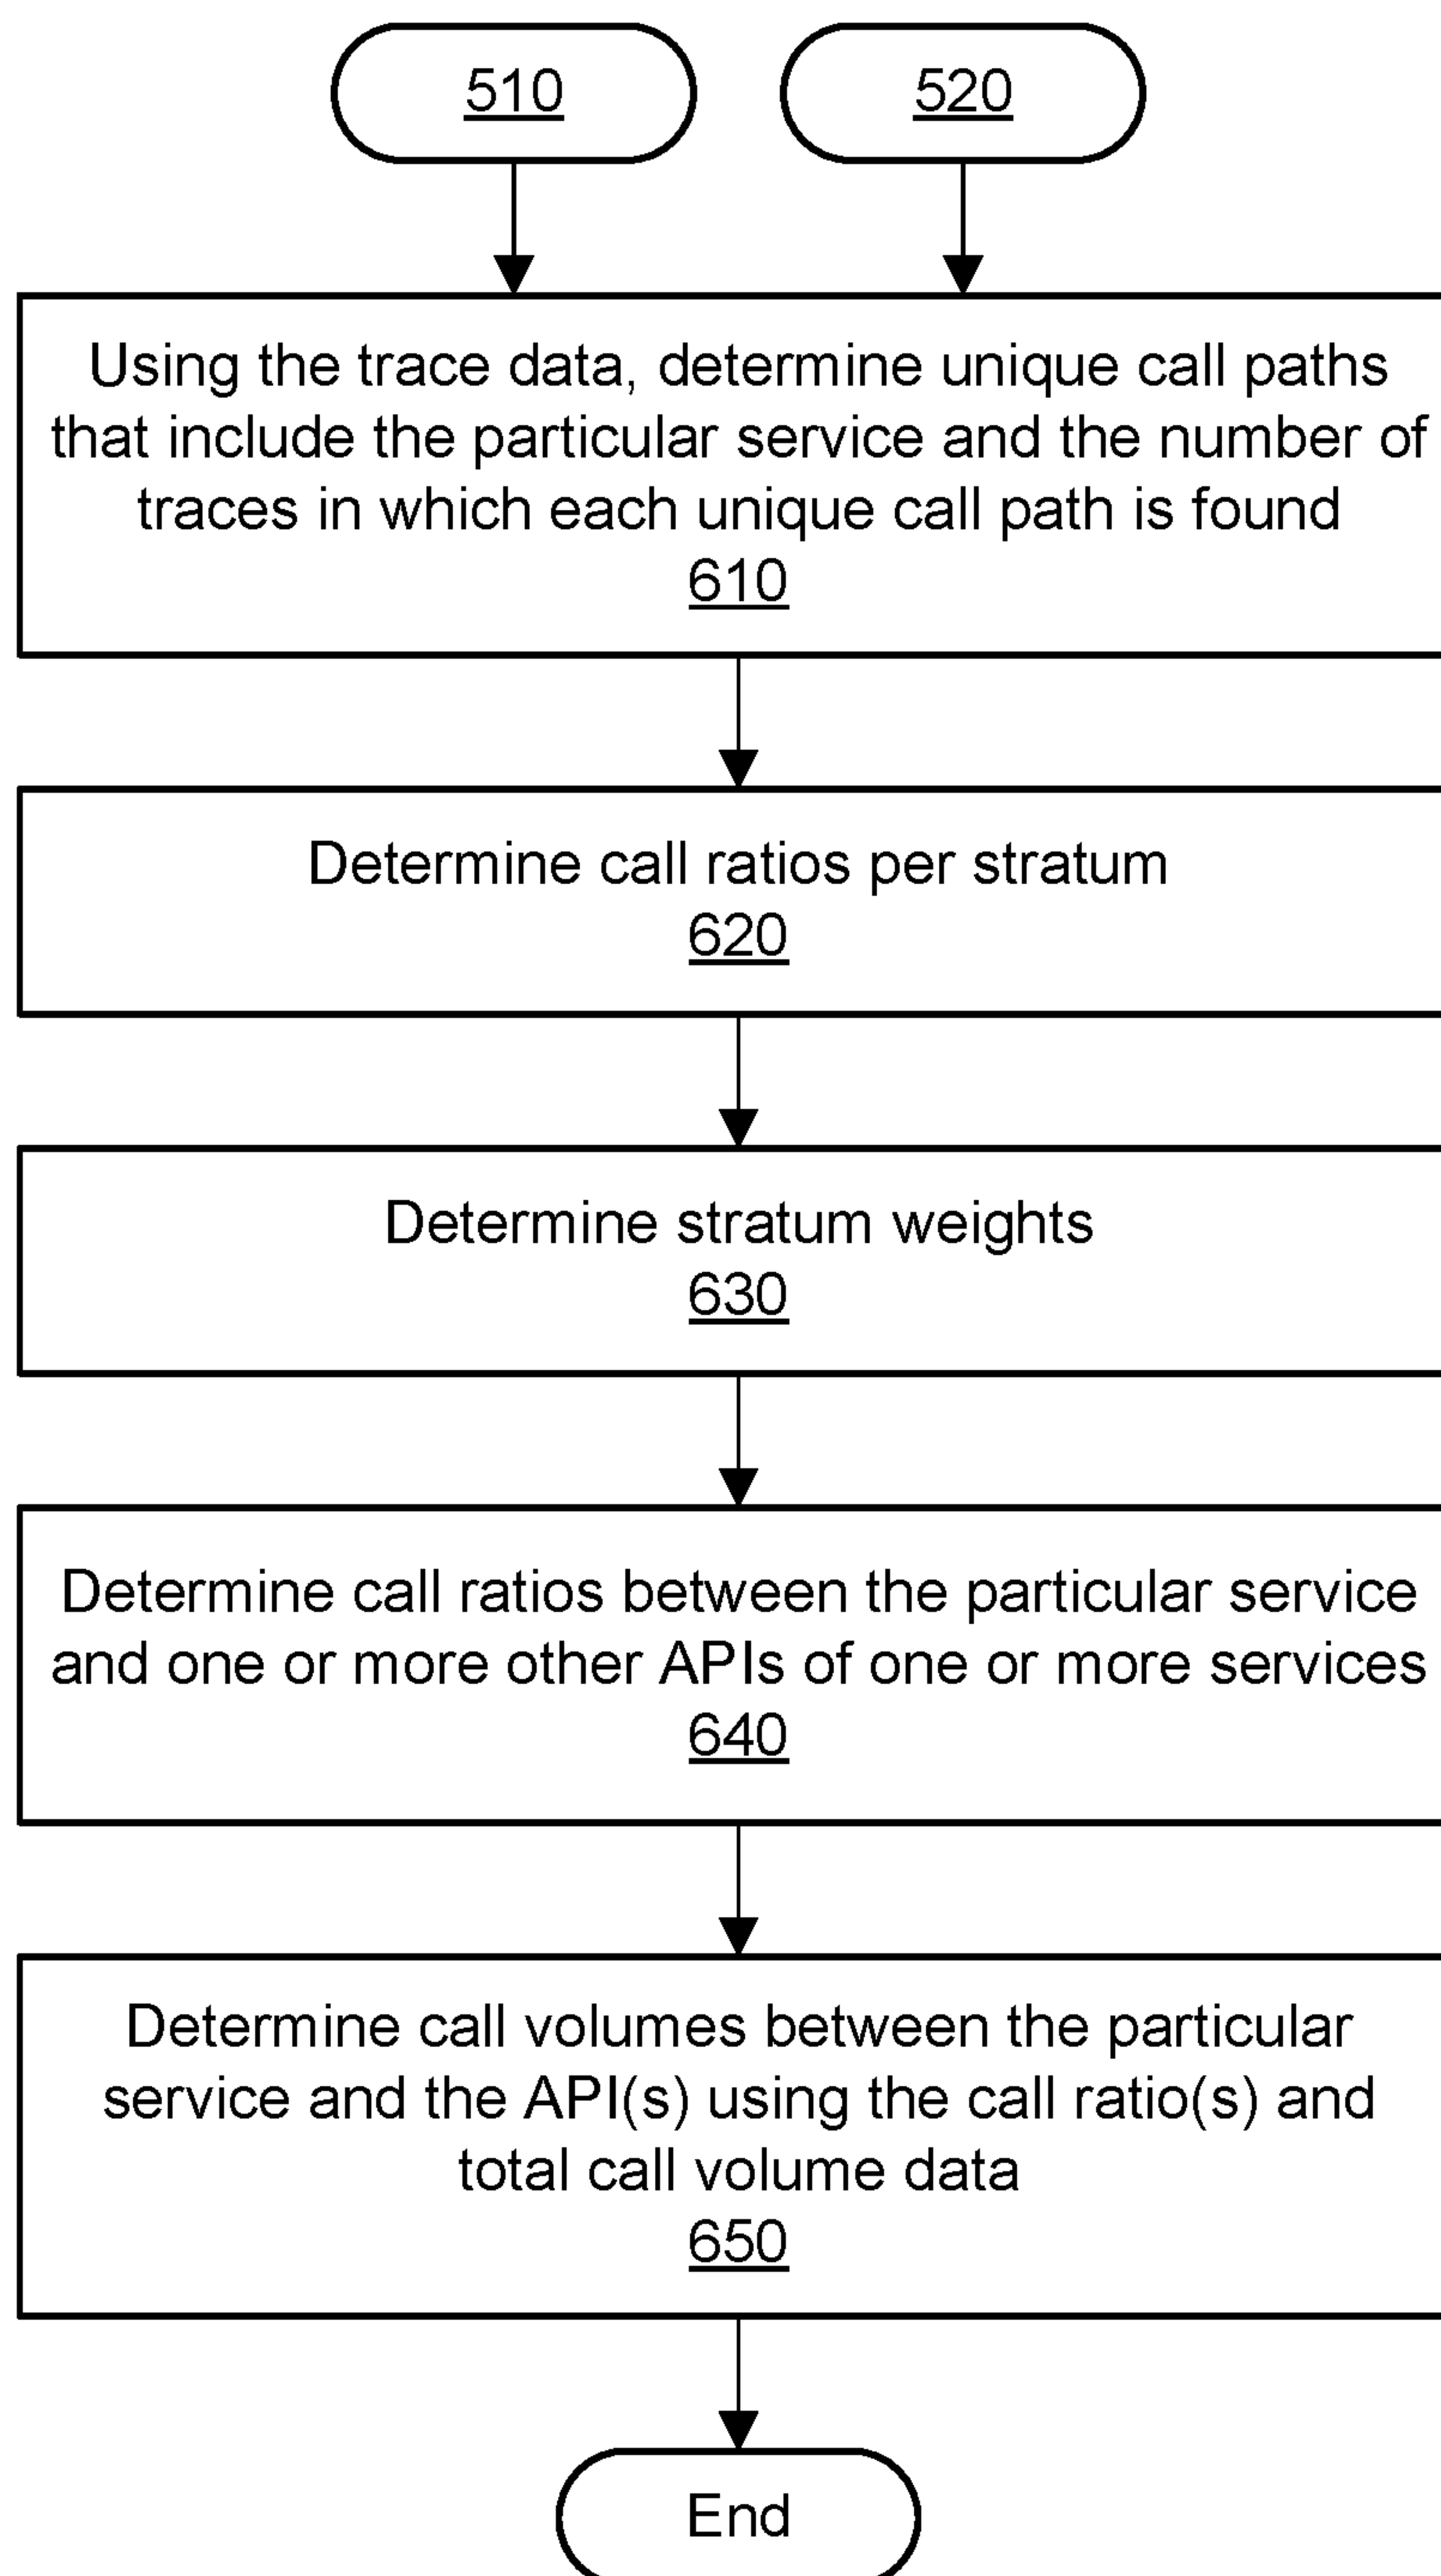 510
520
Using the trace data, determine unique call paths
that include the particular service and the number of
traces in which each unique call path is found
610
Determine call ratios per stratum
620
Determine stratum weights
630
Determine call ratios between the particular service
and one or more other APIs of one or more services
640
Determine call volumes between the particular
service and the API(s) using the call ratio(s) and
total call volume data
650
End